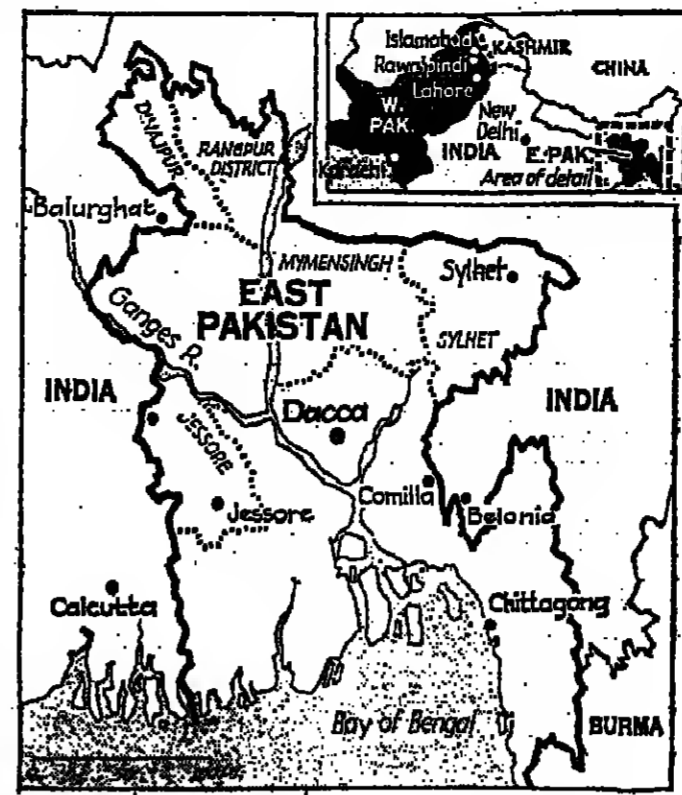 Islamabad
KASHMIR
Rawalpindi
CHINA
Lahore
W.
PAK.
New
Delhi
INDIA
E.PAK.
Karachi
Area of detail
DINAJPUR
RANGPUR
DISTRICT
Balurghat
MYMENSINGH
Sylhet
EAST
PAKISTAN
SYLHET
Ganges R.
INDIA
INDIA
Dacca
JESSORE
Comilla
Jessore
Belonia
Calcutta
Chittagong
Bay of Bengal
BURMA